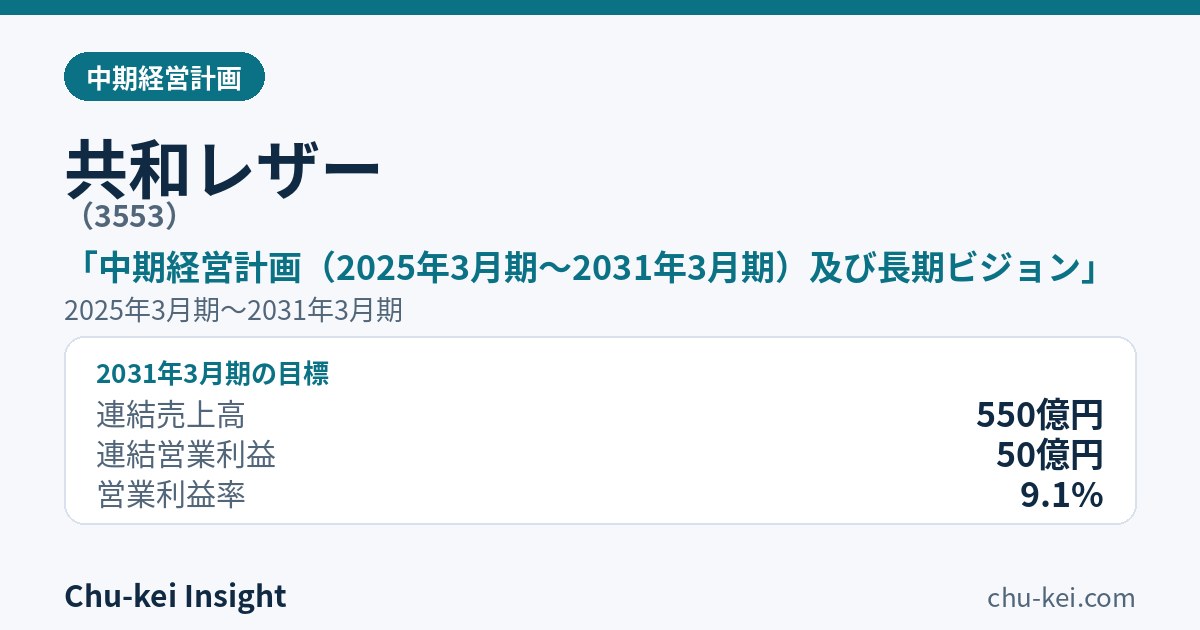 中期経営計画
共和レザー
（3553）
「中期経営計画（2025年3月期～2031年3月期）及び長期ビジョン」
2025年3月期～2031年3月期
2031年3月期の目標
連結売上高 550億円
連結営業利益 50億円
営業利益率 9.1%
Chu-kei Insight chu-kei.com